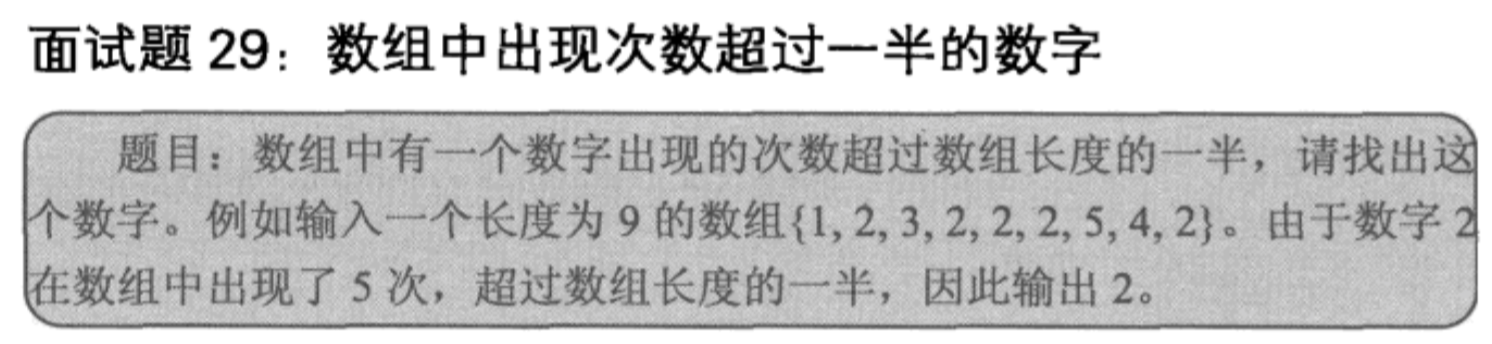 面试题 29：数组中出现次数超过一半的数字
题目：数组中有一个数字出现的次数超过数组长度的一半，请找出这
个数字。例如输入一个长度为 9 的数组{1, 2, 3, 2, 2, 2, 5, 4, 2}。由于数字 2
在数组中出现了 5 次，超过数组长度的一半，因此输出 2。